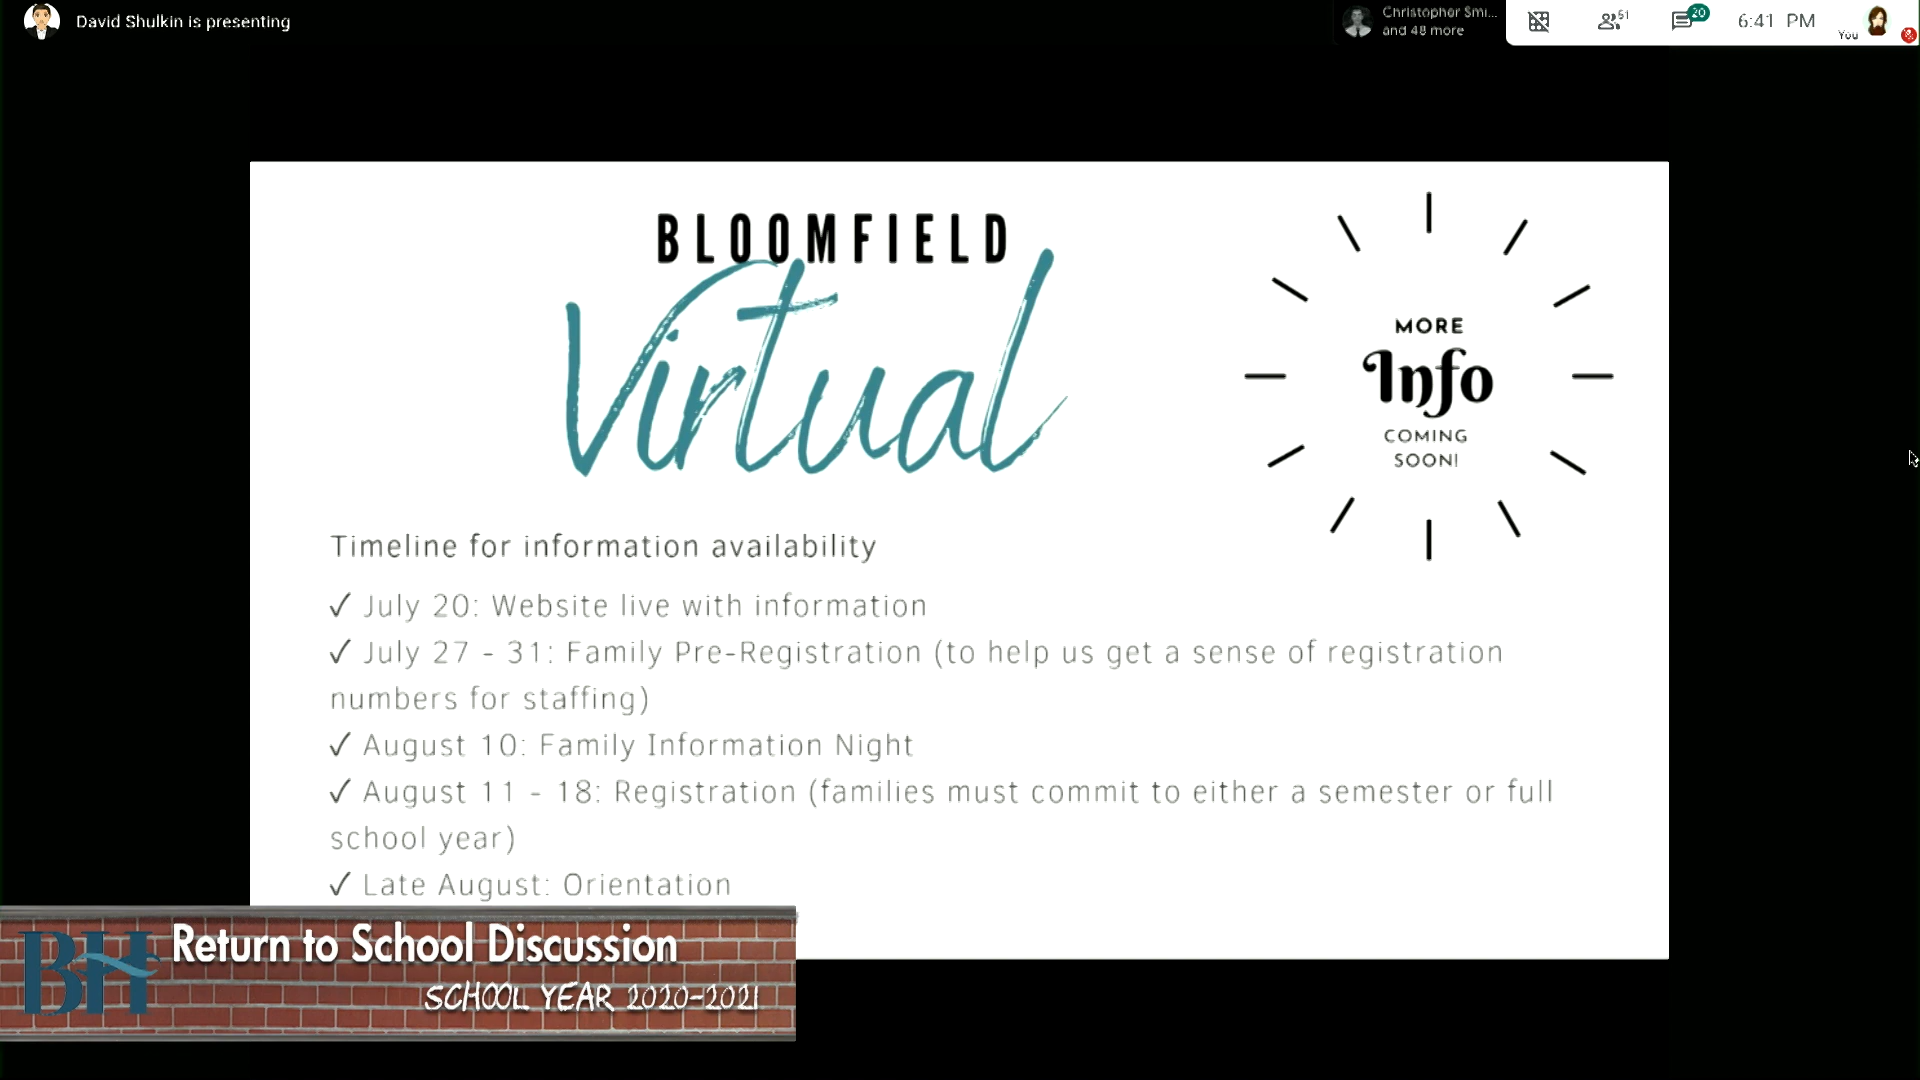 David Shulkin is presenting
Christopher Smi...
and 48 more
51
20
6:41 PM
You
BLOOMFIELD
Virtual
MORE
Info
COMING
SOON!
Timeline for information availability
✓ July 20: Website live with information
✓ July 27 - 31: Family Pre-Registration (to help us get a sense of registration
numbers for staffing)
✓ August 10: Family Information Night
✓ August 11 - 18: Registration (families must commit to either a semester or full
school year)
✓ Late August: Orientation
BH
Return to School Discussion
SCHOOL YEAR 2020-2021